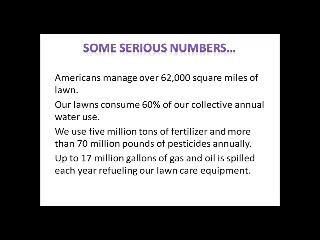 SOME SERIOUS NUMBERS...
Americans manage over 62,000 square miles of
lawn.
Our lawns consume 60% of our collective annual
water use.
We use five million tons of fertilizer and more
than 70 million pounds of pesticides annually.
Up to 17 million gallons of gas and oil is spilled
each year refueling our lawn care equipment.